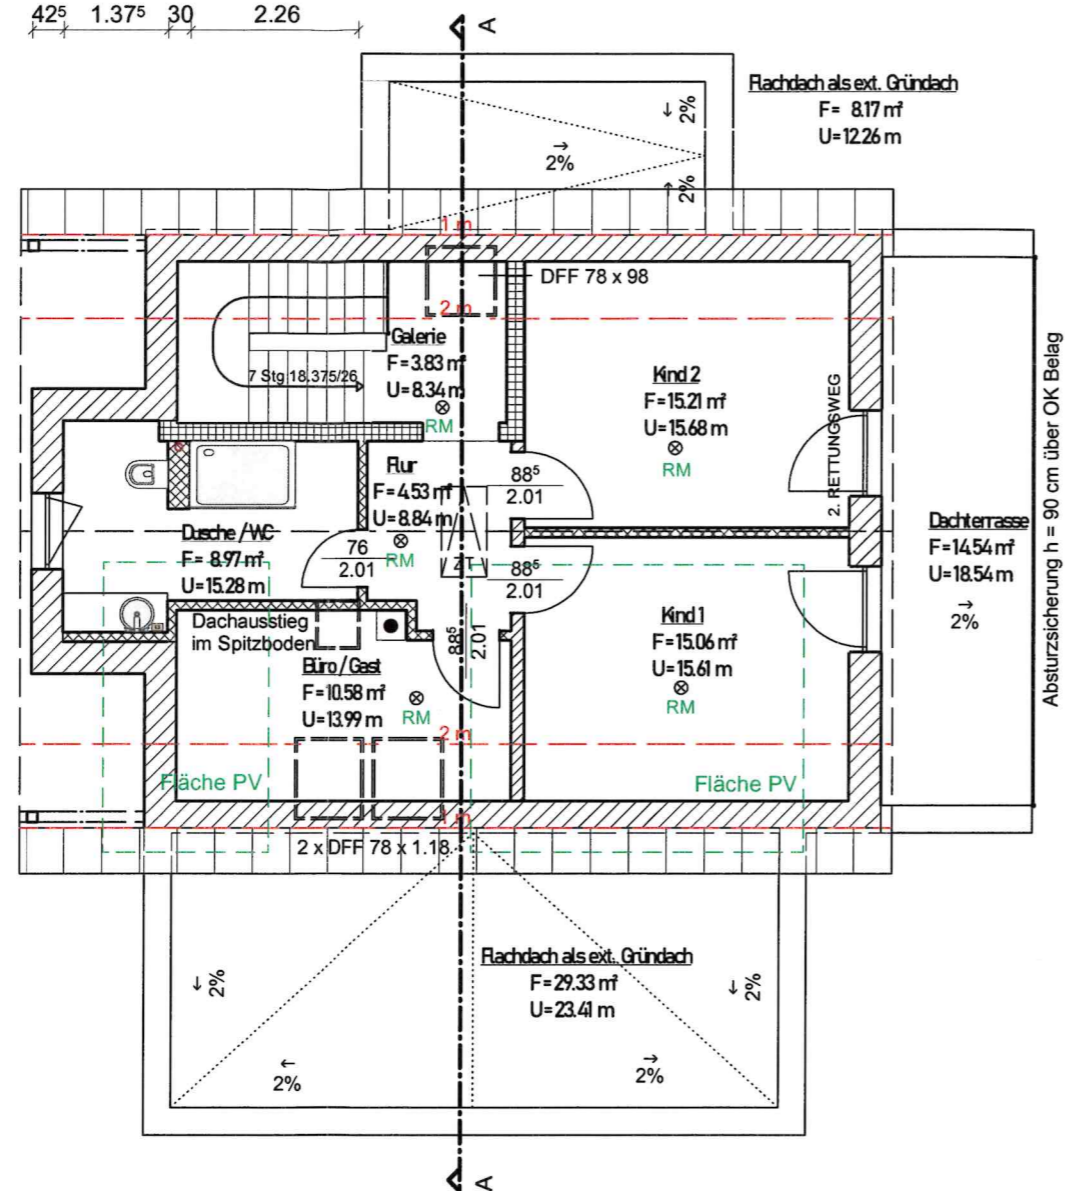 42⁵ 1.37⁵ 30 2.26
A
Flachdach als ext. Gründach
F= 8.17 m²
U=12.26 m
2%
2%
2%
1 m
DFF 78 x 98
2 m
Galerie
F=3.83 m²
U=8.34 m
7 Stg 18.375/26
RM
Kind 2
F=15.21 m²
U=15.68 m
RM
2. RETTUNGSWEG
Absturzsicherung h = 90 cm über OK Belag
Flur
F=4.53 m²
U=8.84 m
RM
88⁵
2.01
Dusche / WC
F= 8.97 m²
U=15.28 m
76
2.01
ZT
88⁵
2.01
Dachterrasse
F=14.54 m²
U=18.54 m
2%
Dachausstieg
im Spitzboden
88⁵
2.01
Kind 1
F=15.06 m²
U=15.61 m
RM
Büro / Gast
F=10.58 m²
U=13.99 m
RM
2 m
Fläche PV
Fläche PV
1 m
2 x DFF 78 x 1.18
Flachdach als ext. Gründach
F=29.33 m²
U=23.41 m
2%
2%
2%
2%
A